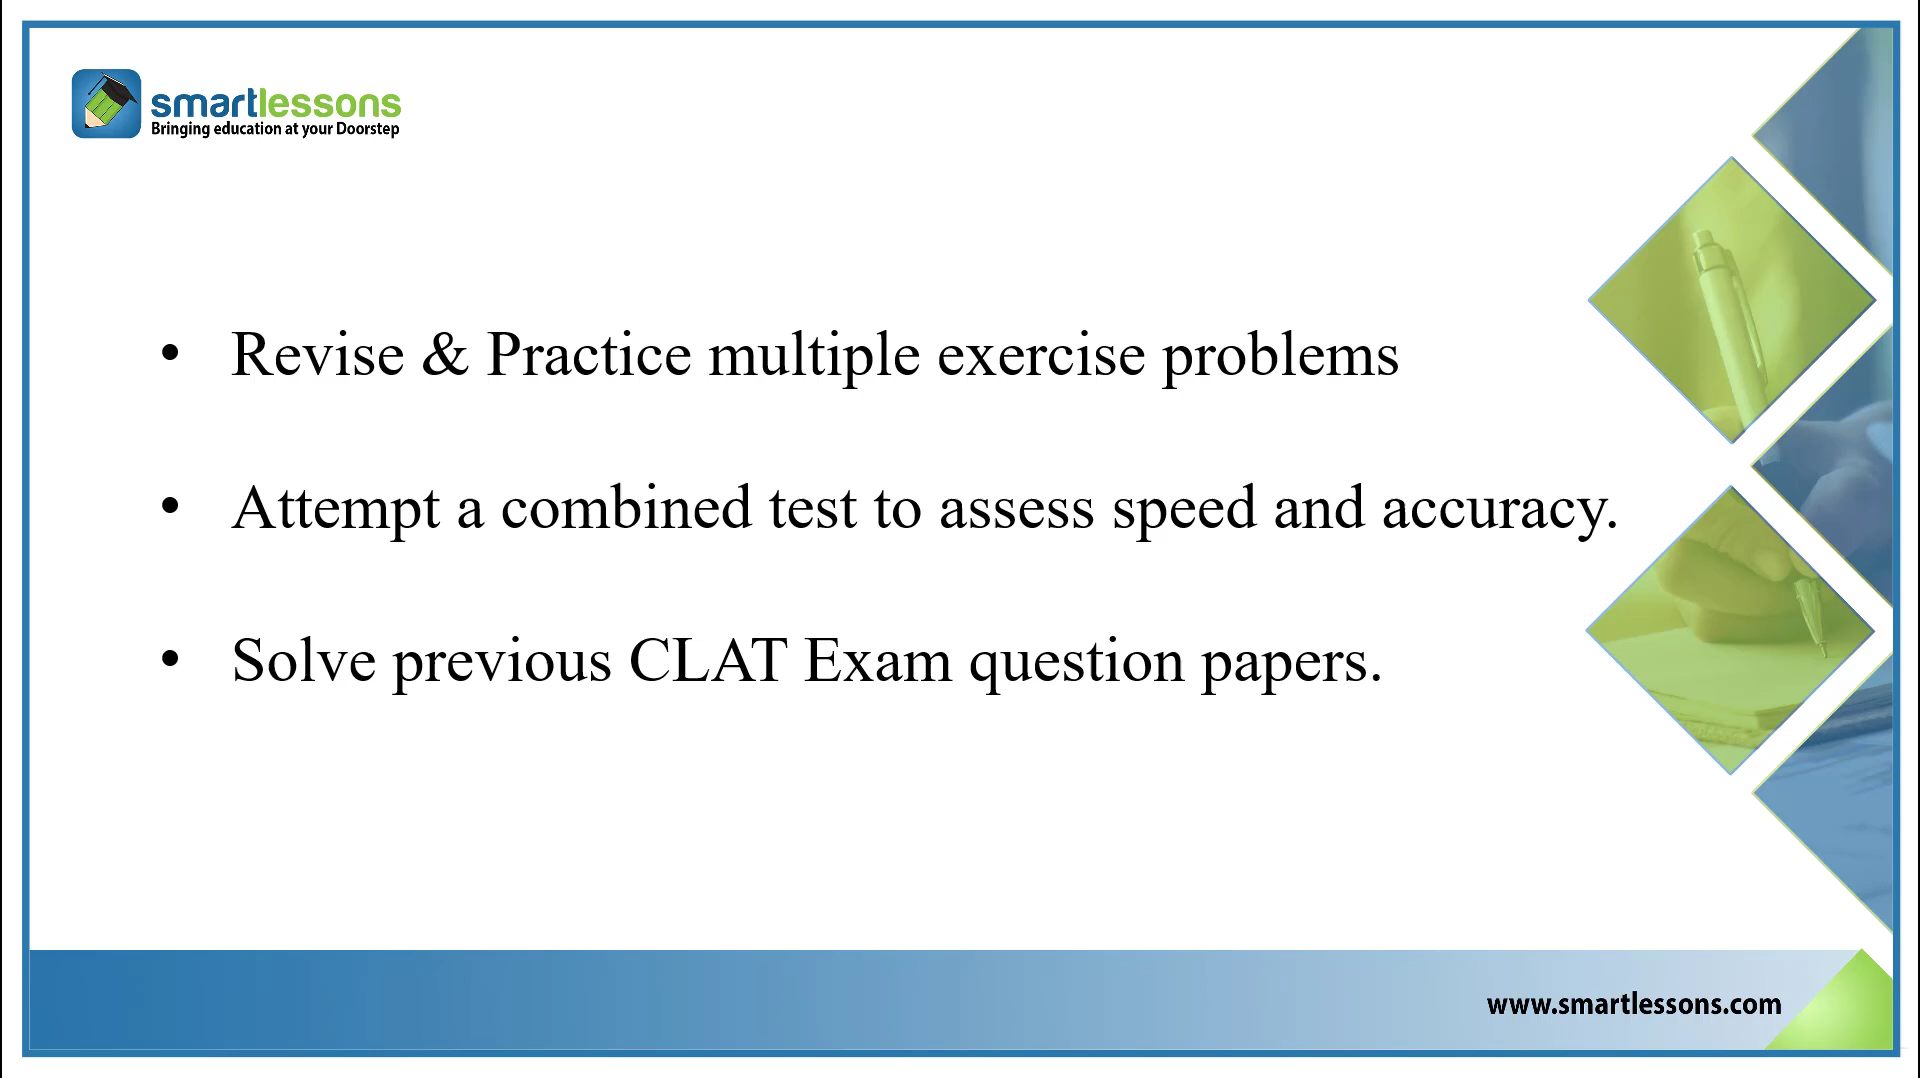 smartlessons
Bringing education at your Doorstep
• Revise & Practice multiple exercise problems
• Attempt a combined test to assess speed and accuracy.
• Solve previous CLAT Exam question papers.
www.smartlessons.com